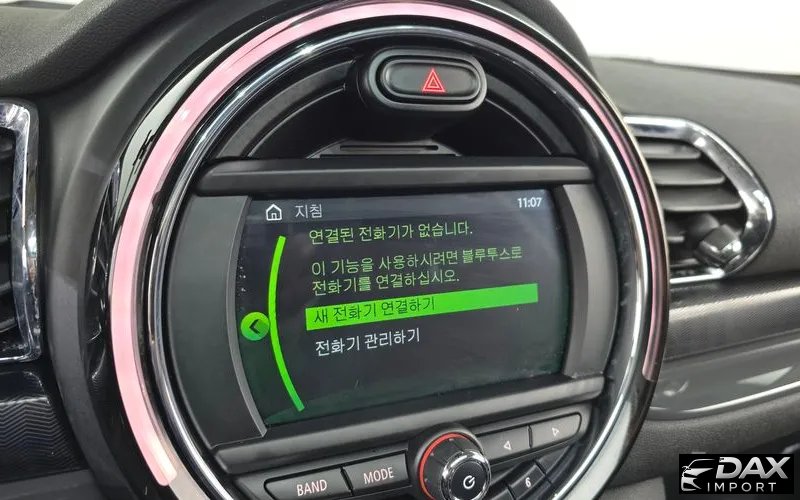 지침
11:07
연결된 전화기가 없습니다.
이 기능을 사용하시려면 블루투스로
전화기를 연결하십시오.
새 전화기 연결하기
전화기 관리하기
BAND
MODE
6
DAX
IMPORT